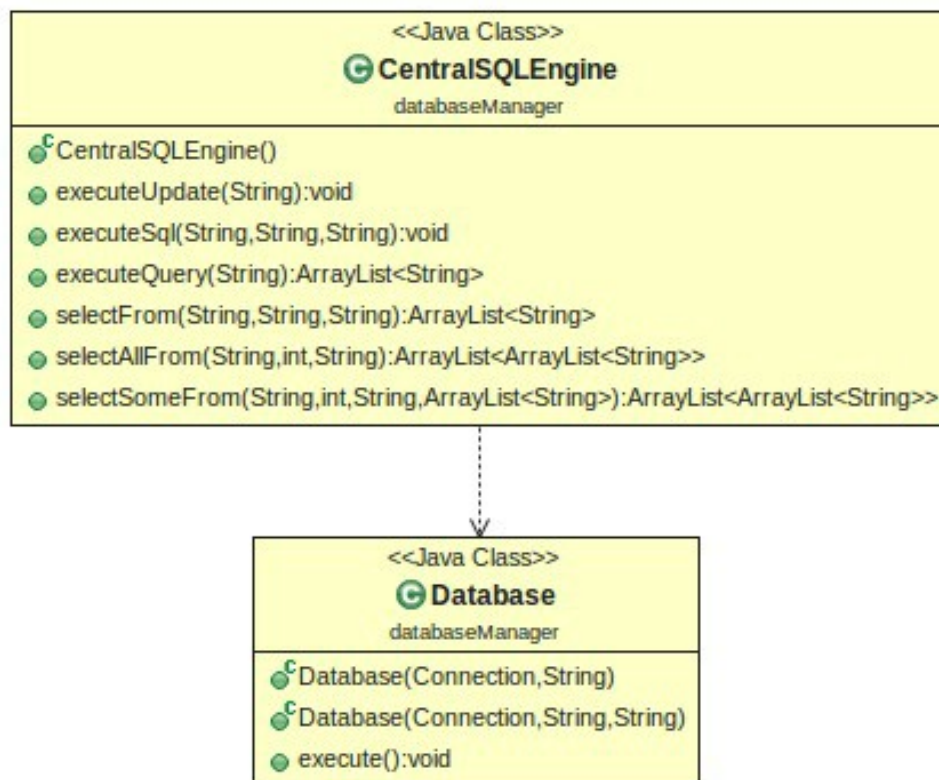 <<Java Class>>
CentralSQLEngine
databaseManager
CentralSQLEngine()
executeUpdate(String):void
executeSql(String,String,String):void
executeQuery(String):ArrayList<String>
selectFrom(String,String,String):ArrayList<String>
selectAllFrom(String,int,String):ArrayList<ArrayList<String>>
selectSomeFrom(String,int,String,ArrayList<String>):ArrayList<ArrayList<String>>
<<Java Class>>
Database
databaseManager
Database(Connection,String)
Database(Connection,String,String)
execute():void